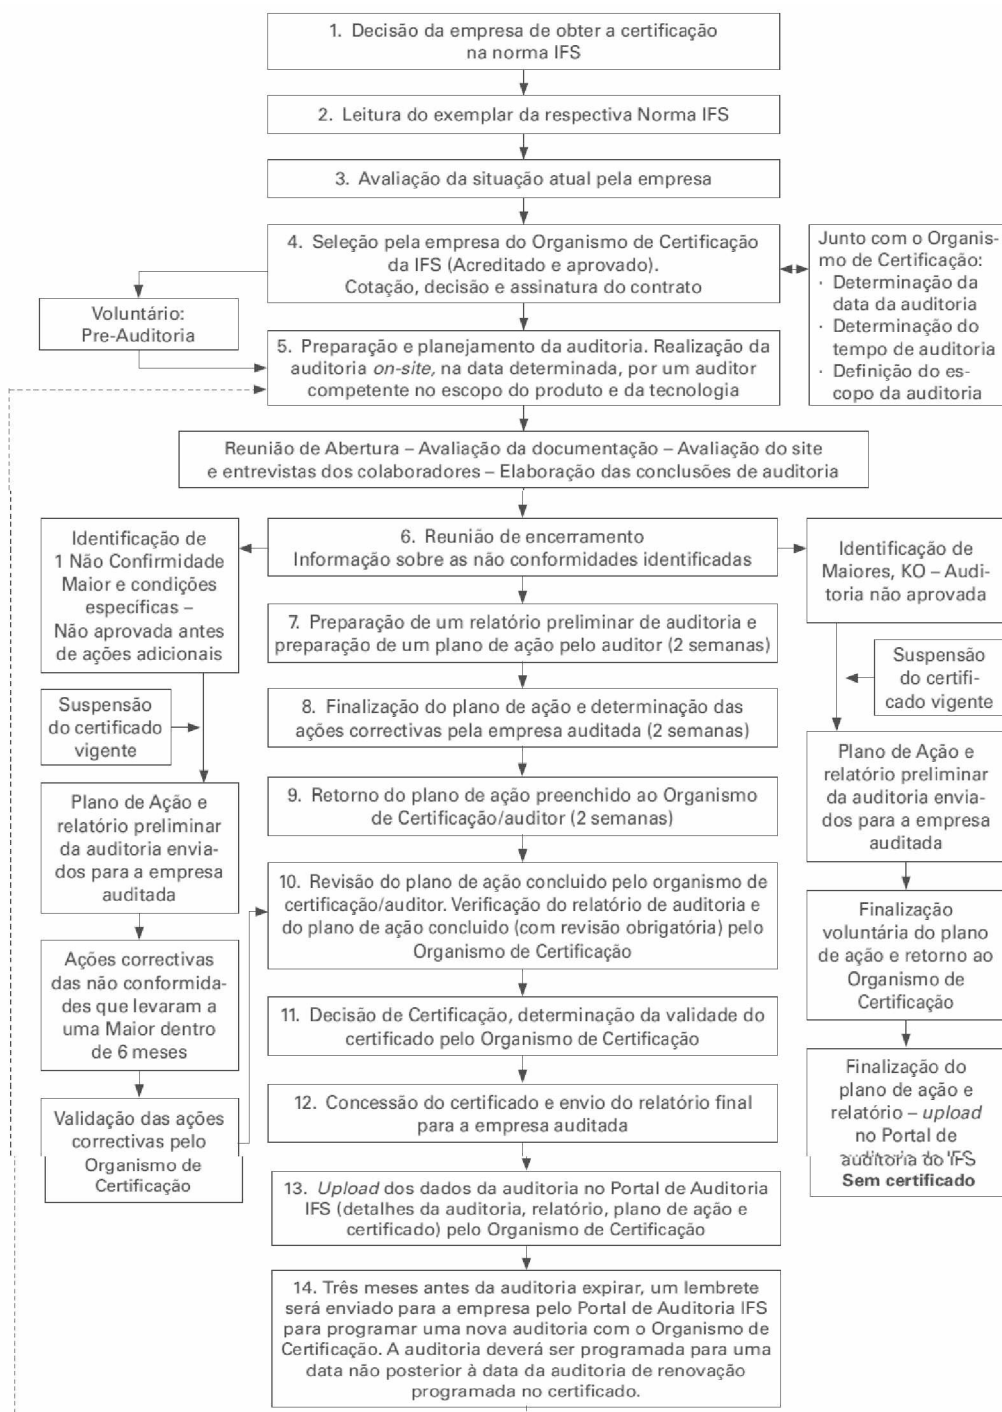 1. Decisão da empresa de obter a certificação
na norma IFS
2. Leitura do exemplar da respectiva Norma IFS
3. Avaliação da situação atual pela empresa
4. Seleção pela empresa do Organismo de Certificação
da IFS (Acreditado e aprovado).
Cotação, decisão e assinatura do contrato
Junto com o Organis-
mo de Certificação:
· Determinação da
data da auditoria
· Determinação do
tempo de auditoria
· Definição do es-
copo da auditoria
Voluntário:
Pre-Auditoria
5. Preparação e planejamento da auditoria. Realização da
auditoria on-site, na data determinada, por um auditor
competente no escopo do produto e da tecnologia
Reunião de Abertura – Avaliação da documentação – Avaliação do site
e entrevistas dos colaboradores – Elaboração das conclusões de auditoria
6. Reunião de encerramento
Informação sobre as não conformidades identificadas
Identificação de
1 Não Confirmidade
Maior e condições
específicas –
Não aprovada antes
de ações adicionais
Suspensão
do certificado
vigente
Plano de Ação e
relatório preliminar
da auditoria envia-
dos para a empresa
auditada
Ações correctivas
das não conformida-
des que levaram a
uma Maior dentro
de 6 meses
Validação das ações
correctivas pelo
Organismo de
Certificação
7. Preparação de um relatório preliminar de auditoria e
preparação de um plano de ação pelo auditor (2 semanas)
8. Finalização do plano de ação e determinação das
ações correctivas pela empresa auditada (2 semanas)
9. Retorno do plano de ação preenchido ao Organismo
de Certificação/auditor (2 semanas)
10. Revisão do plano de ação concluido pelo organismo de
certificação/auditor. Verificação do relatório de auditoria e
do plano de ação concluido (com revisão obrigatória) pelo
Organismo de Certificação
11. Decisão de Certificação, determinação da validade do
certificado pelo Organismo de Certificação
12. Concessão do certificado e envio do relatório final
para a empresa auditada
13. Upload dos dados da auditoria no Portal de Auditoria
IFS (detalhes da auditoria, relatório, plano de ação e
certificado) pelo Organismo de Certificação
14. Três meses antes da auditoria expirar, um lembrete
será enviado para a empresa pelo Portal de Auditoria IFS
para programar uma nova auditoria com o Organismo de
Certificação. A auditoria deverá ser programada para uma
data não posterior à data da auditoria de renovação
programada no certificado.
Identificação de
Maiores, KO – Audi-
toria não aprovada
Suspensão
do certifi-
cado vigente
Plano de Ação e
relatório preliminar
da auditoria envia-
dos para a empresa
auditada
Finalização
voluntária do plano
de ação e retorno ao
Organismo de
Certificação
Finalização do
plano de ação e
relatório – upload
no Portal de
auditoria do IFS
Sem certificado